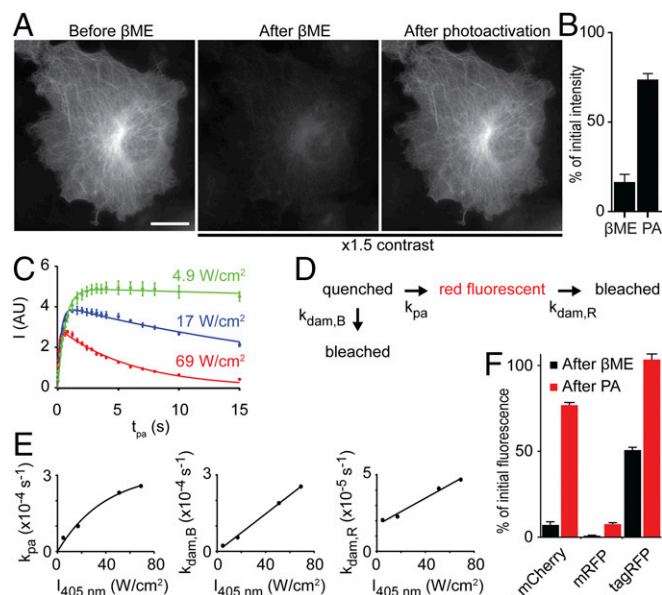 A
Before βME
After βME
After photoactivation
x1.5 contrast
B
% of initial intensity
75
50
25
0
βME PA
C
I (AU)
6
4
2
0
4.9 W/cm²
17 W/cm²
69 W/cm²
0 5 10 15
t_pa (s)
D
quenched
red fluorescent
bleached
k_pa
k_dam,R
k_dam,B
bleached
E
k_pa (x10⁻⁴ s⁻¹)
3
0
0 40 80
I_405 nm (W/cm²)
k_dam,B (x10⁻⁴ s⁻¹)
3
0
0 40 80
I_405 nm (W/cm²)
k_dam,R (x10⁻⁵ s⁻¹)
5
0
0 40 80
I_405 nm (W/cm²)
F
After βME
After PA
% of initial fluorescence
100
50
0
mCherry
mRFP
tagRFP